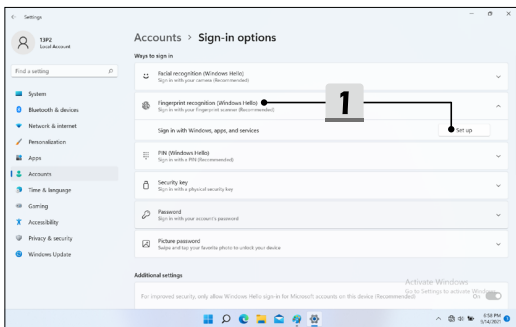 Settings
13P2
Local Account
Find a setting
System
Bluetooth & devices
Network & internet
Personalization
Apps
Accounts
Time & language
Gaming
Accessibility
Privacy & security
Windows Update
Accounts > Sign-in options
Ways to sign in
Facial recognition (Windows Hello)
Sign in with your camera (Recommended)
Fingerprint recognition (Windows Hello)
Sign in with your fingerprint scanner (Recommended)
1
Sign in with Windows, apps, and services
Set up
PIN (Windows Hello)
Sign in with a PIN (Recommended)
Security key
Sign in with a physical security key
Password
Sign in with your account's password
Picture password
Swipe and tap your favorite photo to unlock your device
Additional settings
Activate Windows
Go to Settings to activate Windows.
For improved security, only allow Windows Hello sign-in for Microsoft accounts on this device (Recommended)
On
6:58 PM
5/14/2021